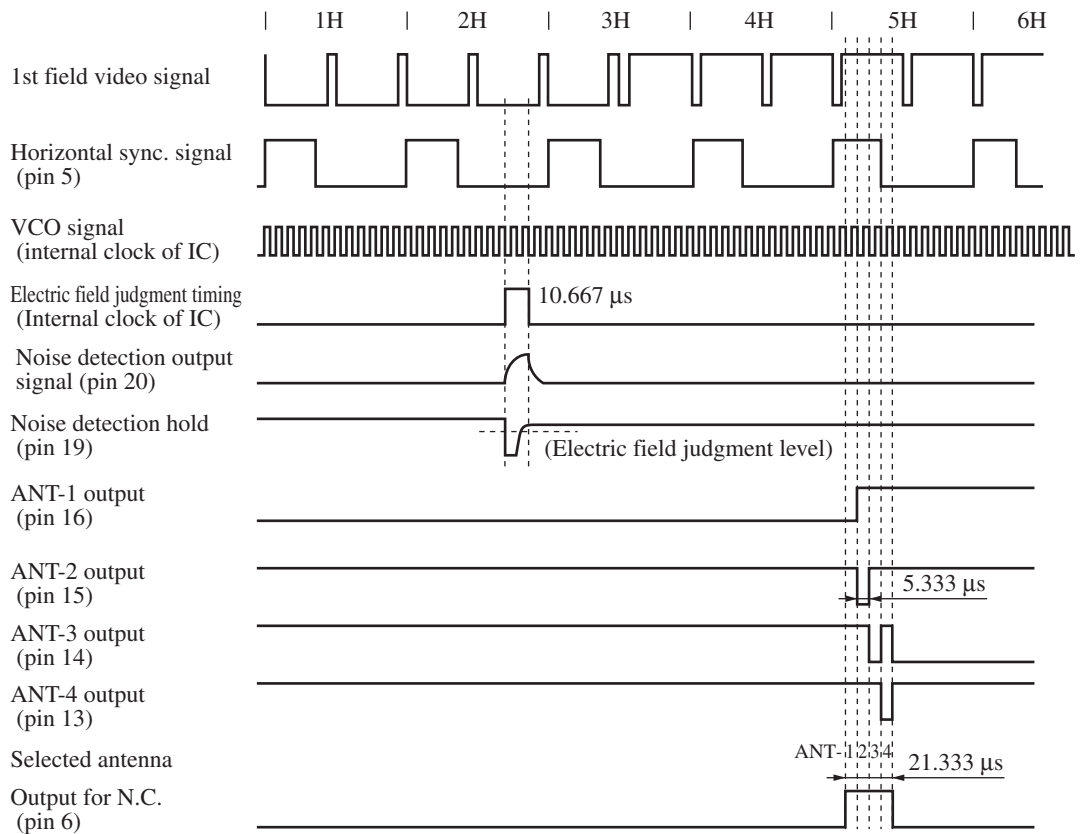 1H 2H 3H 4H 5H 6H
1st field video signal
Horizontal sync. signal
(pin 5)
VCO signal
(internal clock of IC)
Electric field judgment timing
(Internal clock of IC)
10.667 μs
Noise detection output
signal (pin 20)
Noise detection hold
(pin 19)
(Electric field judgment level)
ANT-1 output
(pin 16)
ANT-2 output
(pin 15)
5.333 μs
ANT-3 output
(pin 14)
ANT-4 output
(pin 13)
Selected antenna
ANT-1234
21.333 μs
Output for N.C.
(pin 6)